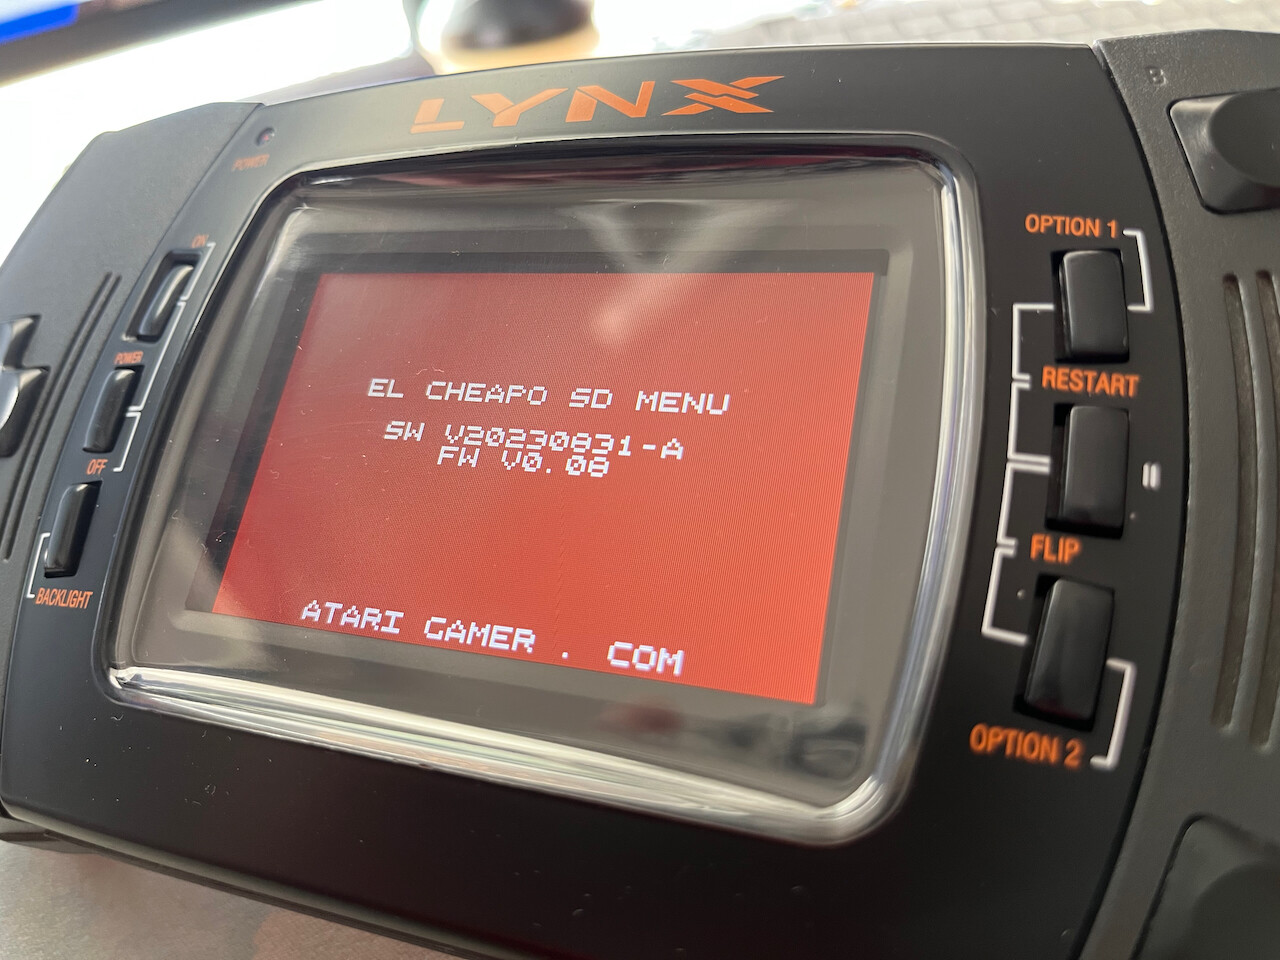 LYNX
POWER
ON
POWER
OFF
BACKLIGHT
EL CHEAPO SD MENU
SW V20230831-A
FW V0.08
ATARI GAMER . COM
B
OPTION 1
RESTART
FLIP
OPTION 2